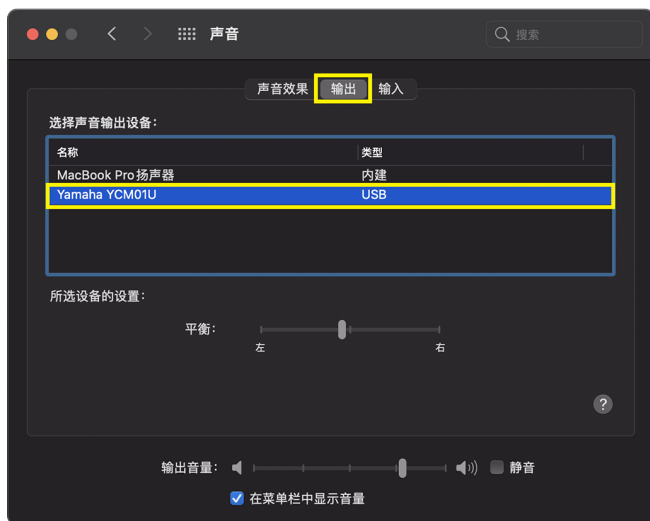 声音
搜索
声音效果 输出 输入
选择声音输出设备：
名称 类型
MacBook Pro扬声器 内建
Yamaha YCM01U USB
所选设备的设置：
平衡：
左 右
?
输出音量： 静音
在菜单栏中显示音量